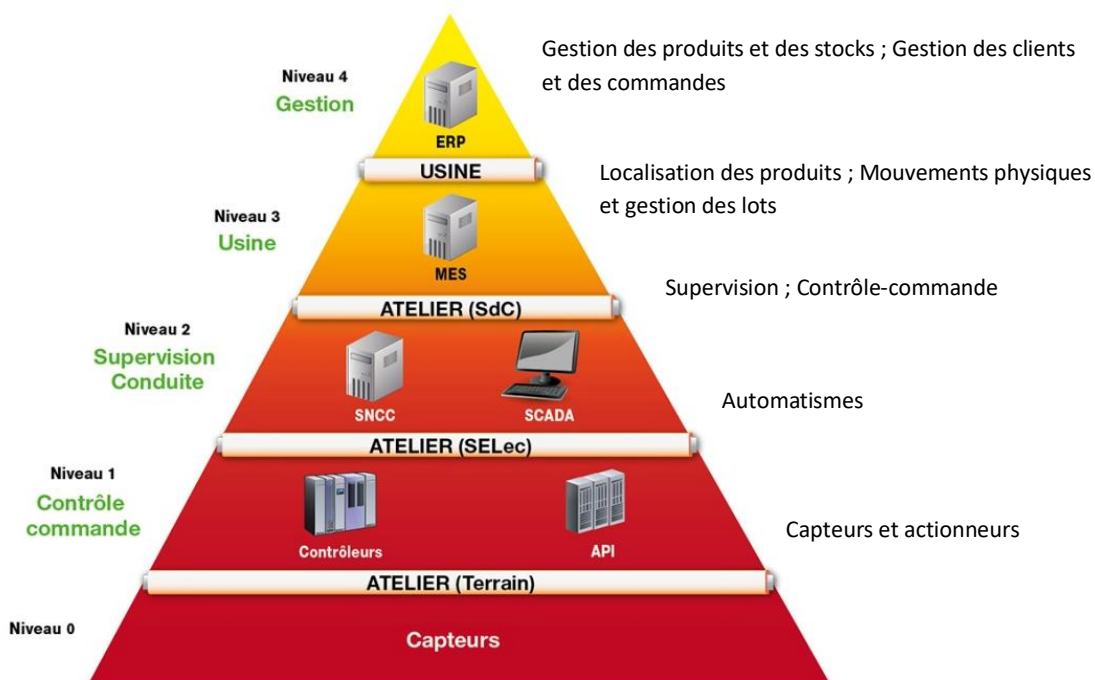 Gestion des produits et des stocks ; Gestion des clients
et des commandes
Niveau 4
Gestion
ERP
USINE
Localisation des produits ; Mouvements physiques
et gestion des lots
Niveau 3
Usine
MES
Supervision ; Contrôle-commande
ATELIER (SdC)
Niveau 2
Supervision
Conduite
SNCC
SCADA
Automatismes
ATELIER (SELec)
Niveau 1
Contrôle
commande
Contrôleurs
API
Capteurs et actionneurs
ATELIER (Terrain)
Niveau 0
Capteurs